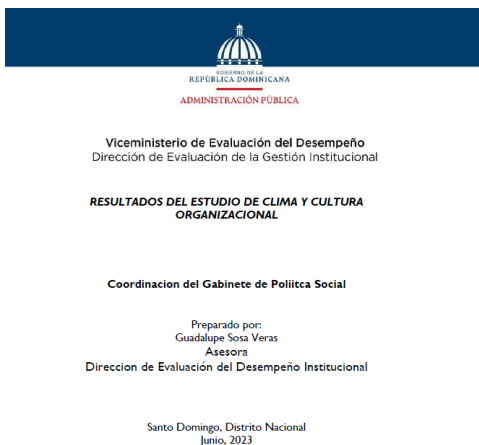 GOBIERNO DE LA
REPÚBLICA DOMINICANA
ADMINISTRACIÓN PÚBLICA
Viceministerio de Evaluación del Desempeño
Dirección de Evaluación de la Gestión Institucional
RESULTADOS DEL ESTUDIO DE CLIMA Y CULTURA
ORGANIZACIONAL
Coordinacion del Gabinete de Poliitca Social
Preparado por:
Guadalupe Sosa Veras
Asesora
Direccion de Evaluación del Desempeño Institucional
Santo Domingo, Distrito Nacional
Junio, 2023